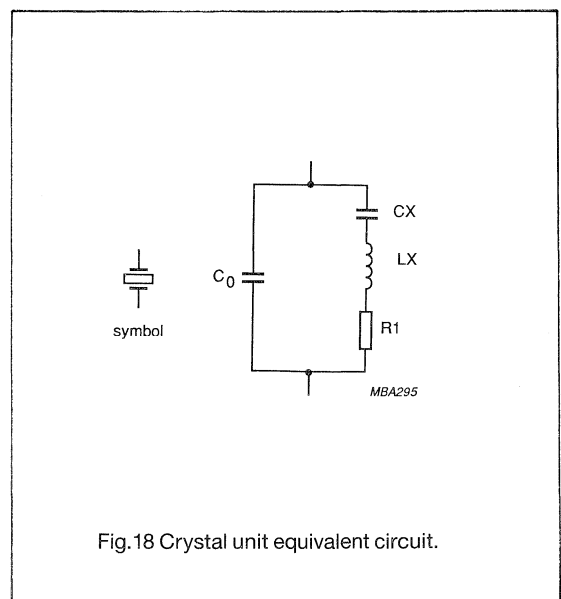 CX
LX
C0
symbol
R1
MBA295
Fig.18 Crystal unit equivalent circuit.